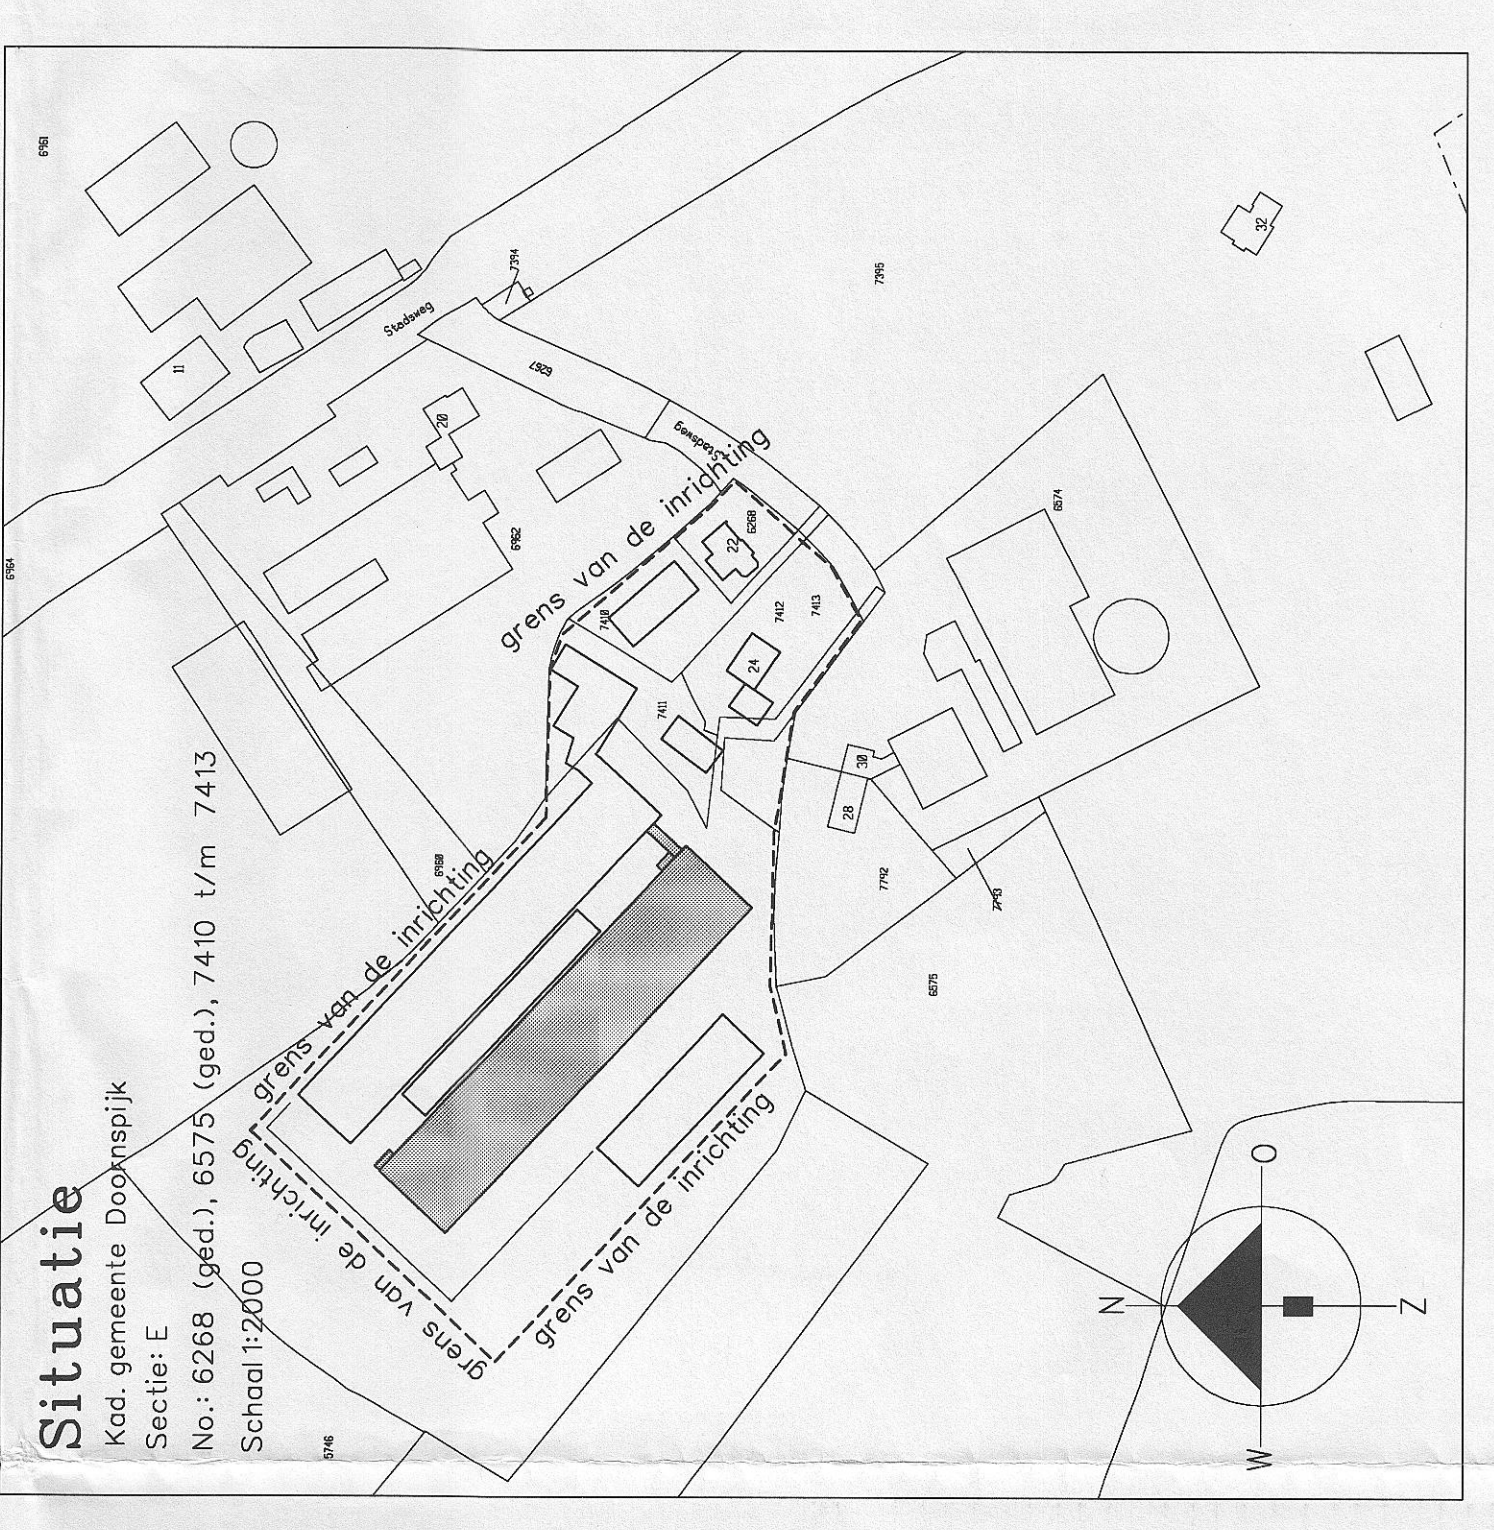 Situatie
Kad. gemeente Doornspijk
Sectie: E
No.: 6268 (ged.), 6575 (ged.), 7410 t/m 7413
Schaal 1:2000
6961
6964
11
Stadsweg
7394
20
6267
7395
32
Stadsweg
6962
grens van de inrichting
6268
22
7410
7412
7413
24
7411
6574
30
28
6960
grens van de inrichting
7792
7793
6575
grens van de inrichting
grens van de inrichting
5746
N
O
Z
W